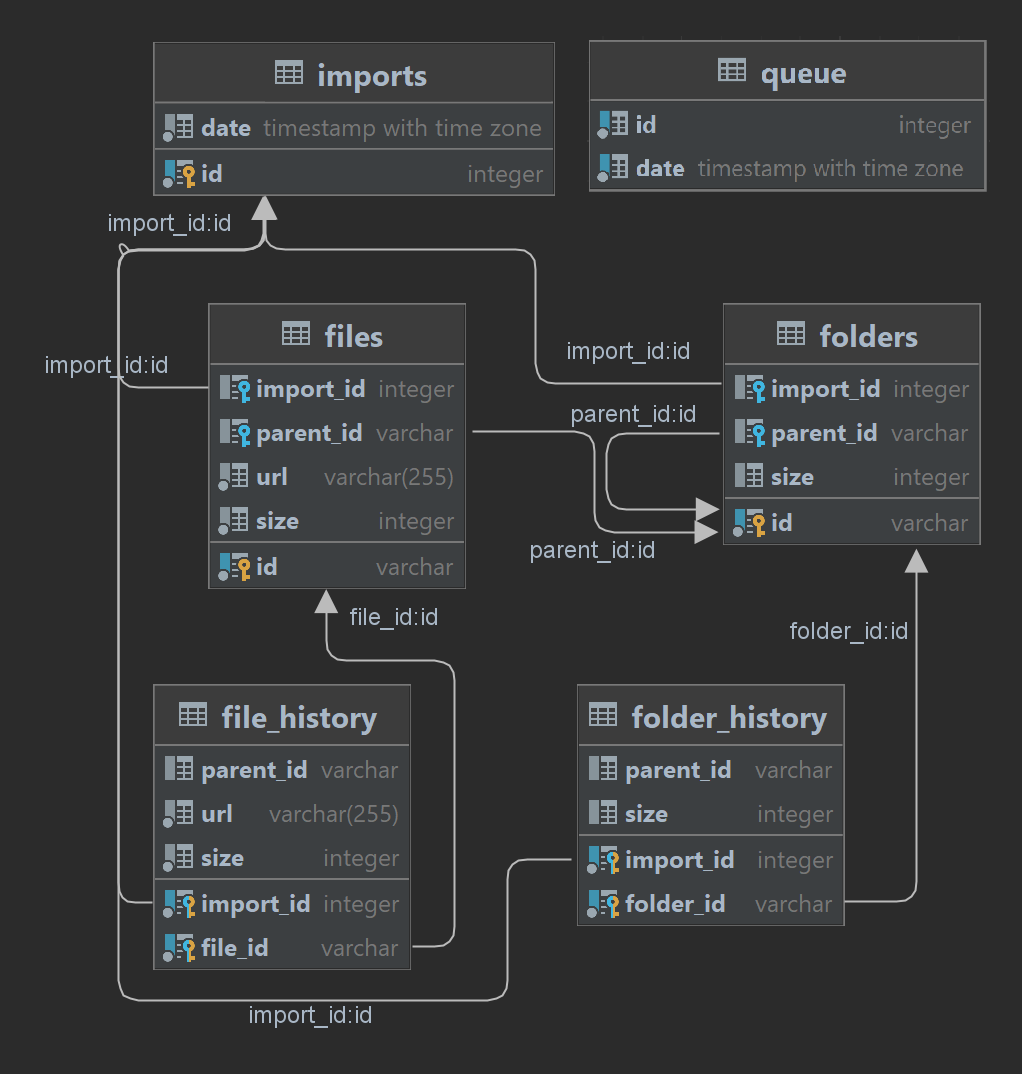 imports
date timestamp with time zone
id integer
queue
id integer
date timestamp with time zone
import_id:id
files
import_id integer
parent_id varchar
url varchar(255)
size integer
id varchar
import_id:id
import_id:id
parent_id:id
parent_id:id
folders
import_id integer
parent_id varchar
size integer
id varchar
file_id:id
folder_id:id
file_history
parent_id varchar
url varchar(255)
size integer
import_id integer
file_id varchar
folder_history
parent_id varchar
size integer
import_id integer
folder_id varchar
import_id:id